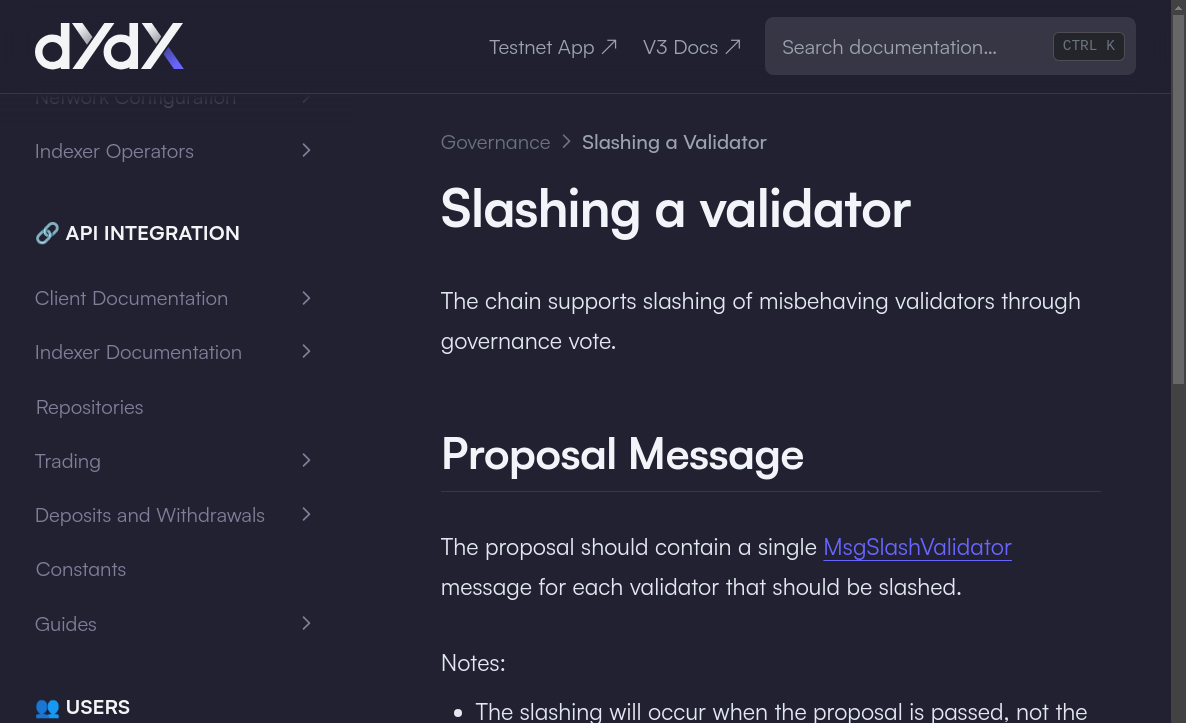 dYdX
Testnet App
V3 Docs
Search documentation...
CTRL K
Network Configuration
Indexer Operators
API INTEGRATION
Client Documentation
Indexer Documentation
Repositories
Trading
Deposits and Withdrawals
Constants
Guides
USERS
Governance
Slashing a Validator
Slashing a validator
The chain supports slashing of misbehaving validators through
governance vote.
Proposal Message
The proposal should contain a single MsgSlashValidator
message for each validator that should be slashed.
Notes:
• The slashing will occur when the proposal is passed, not the